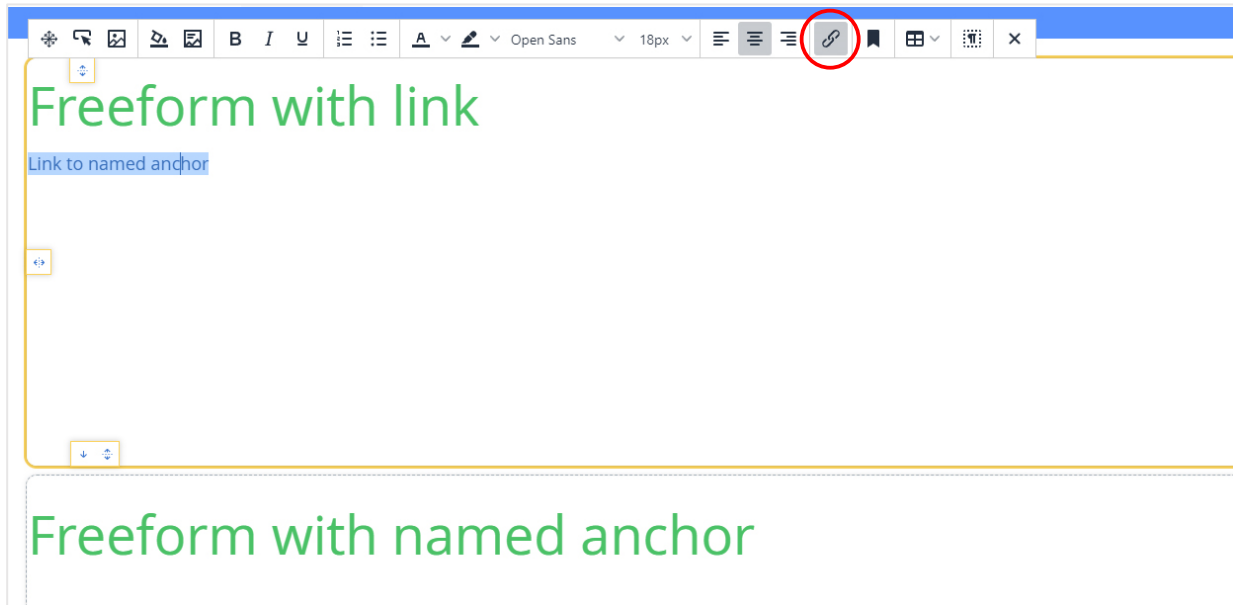 B I U A Open Sans 18px
Freeform with link
Link to named anchor
Freeform with named anchor